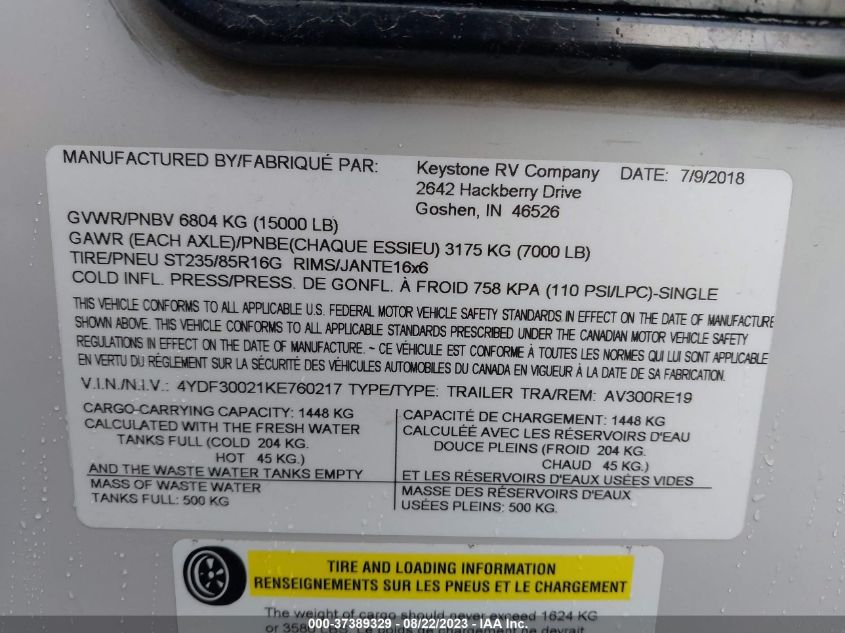 MANUFACTURED BY/FABRIQUÉ PAR: Keystone RV Company DATE: 7/9/2018
2642 Hackberry Drive
Goshen, IN 46526
GVWR/PNBV 6804 KG (15000 LB)
GAWR (EACH AXLE)/PNBE(CHAQUE ESSIEU) 3175 KG (7000 LB)
TIRE/PNEU ST235/85R16G RIMS/JANTE16x6
COLD INFL. PRESS/PRESS. DE GONFL. À FROID 758 KPA (110 PSI/LPC)-SINGLE
THIS VEHICLE CONFORMS TO ALL APPLICABLE U.S. FEDERAL MOTOR VEHICLE SAFETY STANDARDS IN EFFECT ON THE DATE OF MANUFACTURE
SHOWN ABOVE. THIS VEHICLE CONFORMS TO ALL APPLICABLE STANDARDS PRESCRIBED UNDER THE CANADIAN MOTOR VEHICLE SAFETY
REGULATIONS IN EFFECT ON THE DATE OF MANUFACTURE. ~ CE VÉHICULE EST CONFORME À TOUTES LES NORMES QUI LUI SONT APPLICABLE
EN VERTU DU RÉGLEMENT SUR LA SÉCURITÉ DES VÉHICULES AUTOMOBILES DU CANADA EN VIGUEUR À LA DATE DE SA FABRICATION.
V.I.N./N.I.V.: 4YDF30021KE760217 TYPE/TYPE: TRAILER TRA/REM: AV300RE19
CARGO-CARRYING CAPACITY: 1448 KG
CALCULATED WITH THE FRESH WATER
TANKS FULL (COLD 204 KG.
HOT 45 KG.)
AND THE WASTE WATER TANKS EMPTY
MASS OF WASTE WATER
TANKS FULL: 500 KG
CAPACITÉ DE CHARGEMENT: 1448 KG
CALCULÉE AVEC LES RÉSERVOIRS D'EAU
DOUCE PLEINS (FROID 204 KG.
CHAUD 45 KG.)
ET LES RÉSERVOIRS D'EAUX USÉES VIDES
MASSE DES RÉSERVOIRS D'EAUX
USÉES PLEINS: 500 KG.
TIRE AND LOADING INFORMATION
RENSEIGNEMENTS SUR LES PNEUS ET LE CHARGEMENT
The weight of cargo should never exceed 1624 KG
or 3580 LBS. Le poids de chargement ne devrait
000-37389329 - 08/22/2023 - IAA Inc.